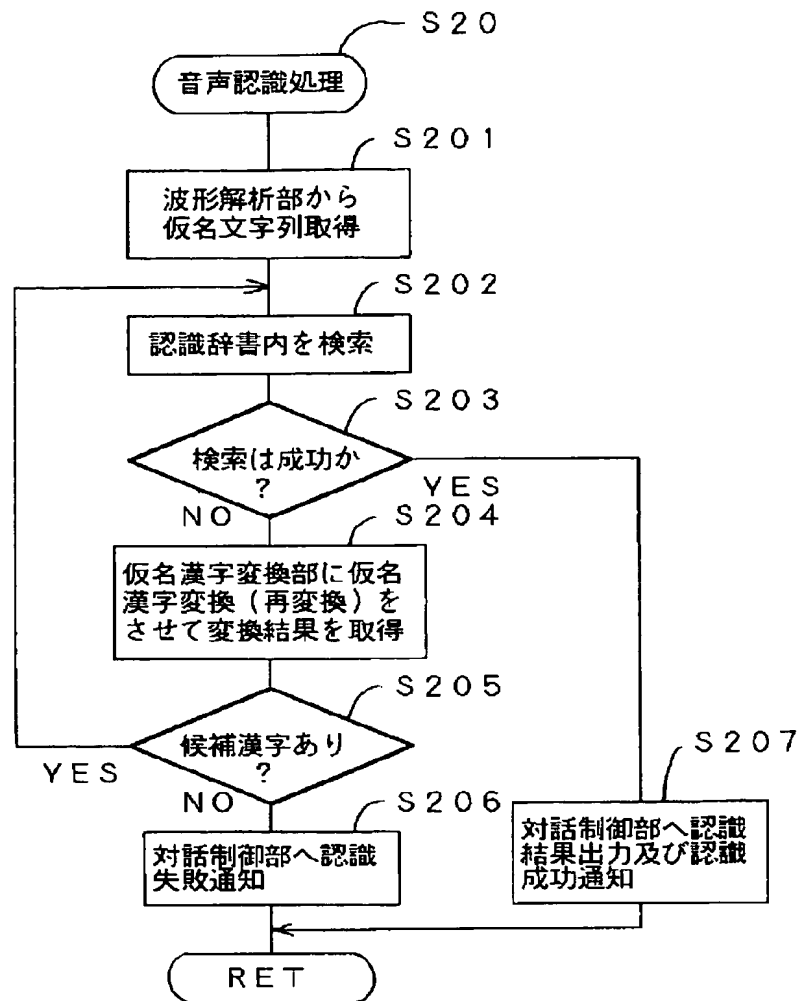 S20
音声認識処理
S201
波形解析部から
仮名文字列取得
S202
認識辞書内を検索
S203
検索は成功か
?
YES
NO
S204
仮名漢字変換部に仮名
漢字変換(再変換)を
させて変換結果を取得
S205
候補漢字あり
?
YES
NO
S206
対話制御部へ認識
失敗通知
S207
対話制御部へ認識
結果出力及び認識
成功通知
RET